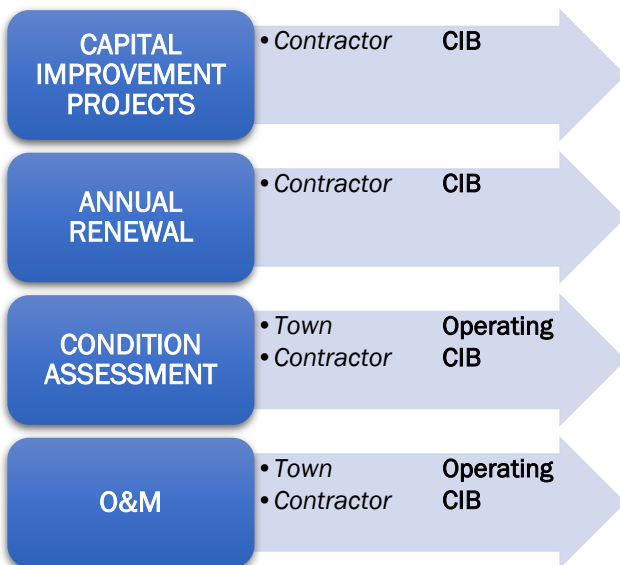 CAPITAL
IMPROVEMENT
PROJECTS
• Contractor CIB
ANNUAL
RENEWAL
• Contractor CIB
CONDITION
ASSESSMENT
• Town Operating
• Contractor CIB
O&M
• Town Operating
• Contractor CIB